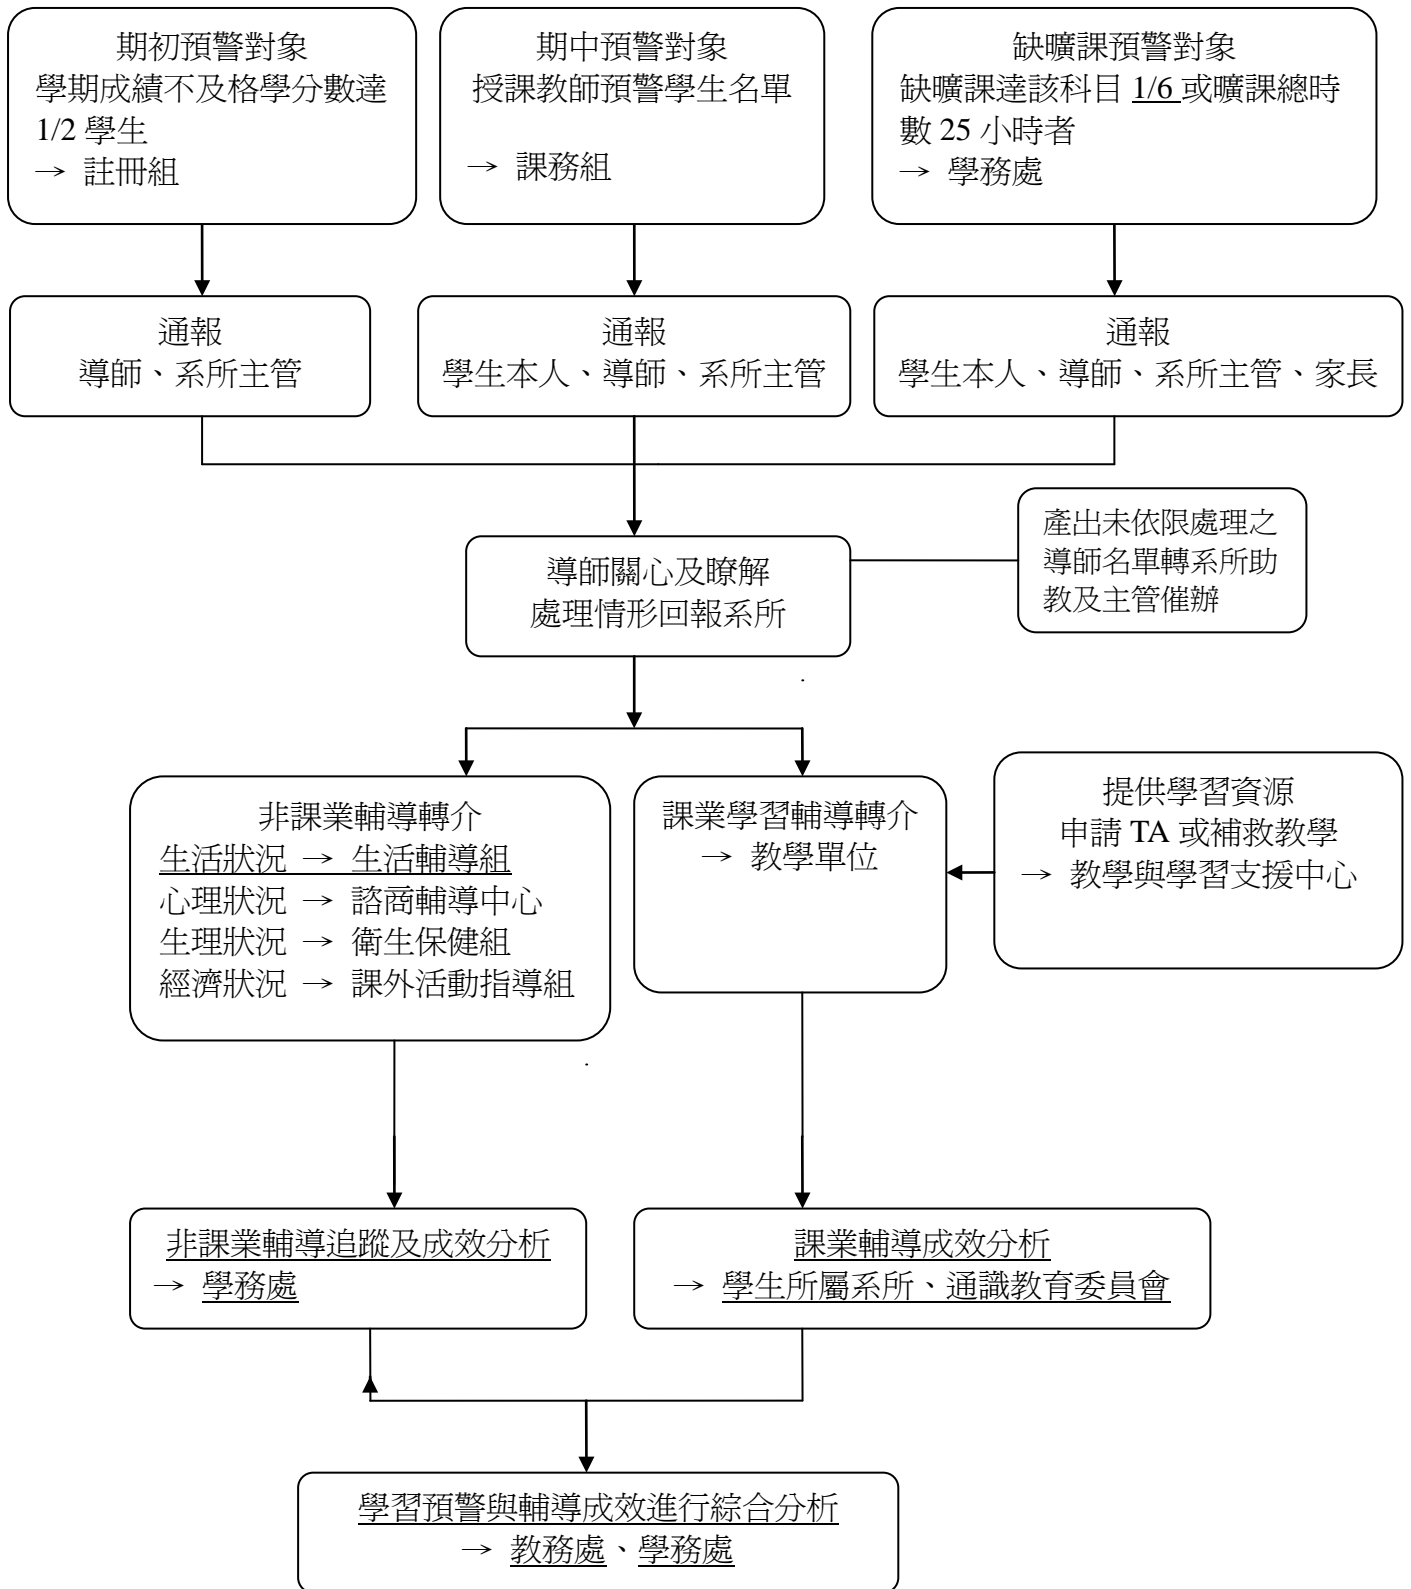 期初預警對象
學期成績不及格學分數達
1/2 學生
→ 註冊組
期中預警對象
授課教師預警學生名單
→ 課務組
缺曠課預警對象
缺曠課達該科目 1/6 或曠課總時
數 25 小時者
→ 學務處
通報
導師、系所主管
通報
學生本人、導師、系所主管
通報
學生本人、導師、系所主管、家長
導師關心及瞭解
處理情形回報系所
產出未依限處理之
導師名單轉系所助
教及主管催辦
非課業輔導轉介
生活狀況 → 生活輔導組
心理狀況 → 諮商輔導中心
生理狀況 → 衛生保健組
經濟狀況 → 課外活動指導組
課業學習輔導轉介
→ 教學單位
提供學習資源
申請 TA 或補救教學
→ 教學與學習支援中心
非課業輔導追蹤及成效分析
→ 學務處
課業輔導成效分析
→ 學生所屬系所、通識教育委員會
學習預警與輔導成效進行綜合分析
→ 教務處、學務處